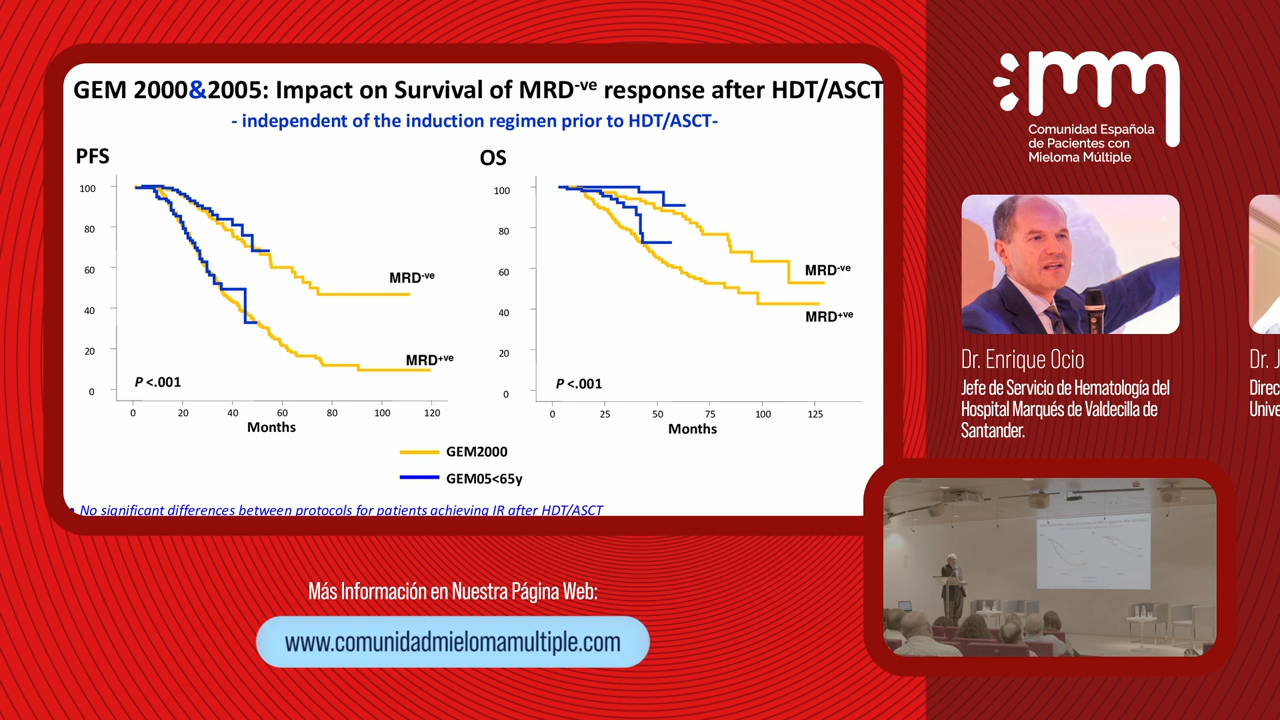 GEM 2000&2005: Impact on Survival of MRD-ve response after HDT/ASCT
- independent of the induction regimen prior to HDT/ASCT-
PFS
100
80
60
40
20
0
MRD-ve
MRD+ve
P <.001
0 20 40 60 80 100 120
Months
OS
100
80
60
40
20
0
MRD-ve
MRD+ve
P <.001
0 25 50 75 100 125
Months
GEM2000
GEM05<65y
• No significant differences between protocols for patients achieving IR after HDT/ASCT
Más Información en Nuestra Página Web:
www.comunidadmielomamultiple.com
mm
Comunidad Española
de Pacientes con
Mieloma Múltiple
Dr. Enrique Ocio
Jefe de Servicio de Hematología del
Hospital Marqués de Valdecilla de
Santander.
Dr. J
Direc
Unive